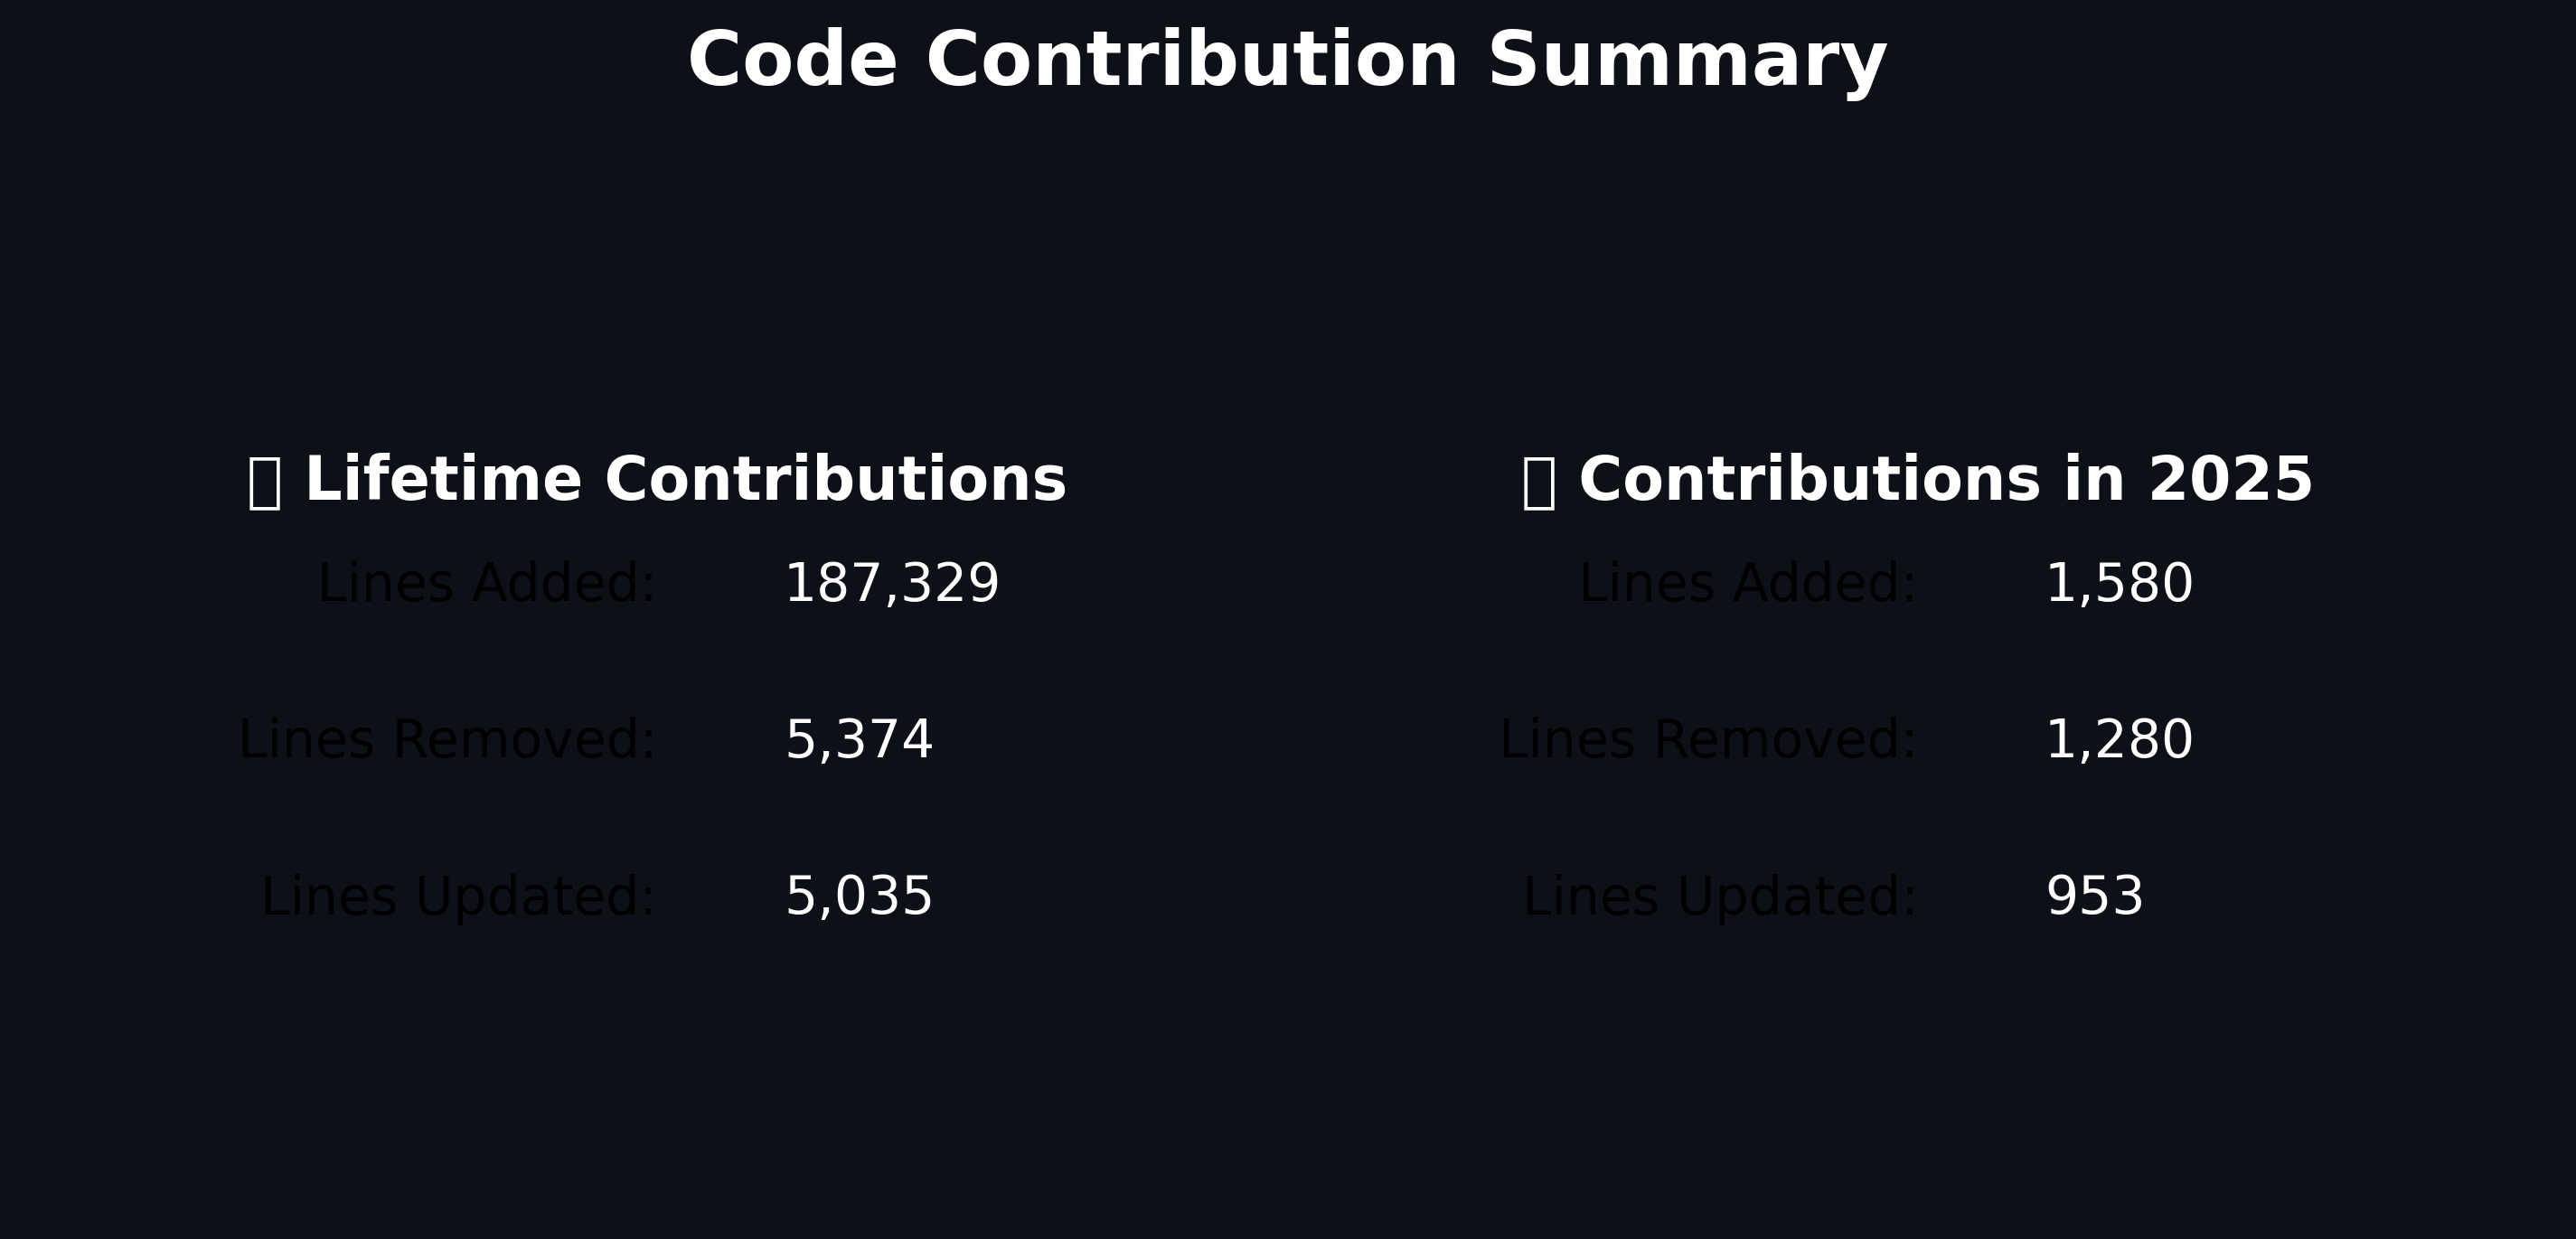 Code Contribution Summary
Lifetime Contributions
Lines Added: 187,329
Lines Removed: 5,374
Lines Updated: 5,035
Contributions in 2025
Lines Added: 1,580
Lines Removed: 1,280
Lines Updated: 953